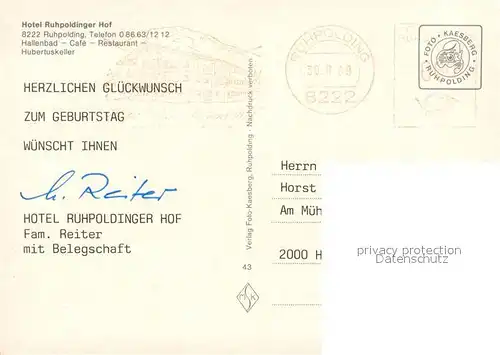 Hotel Ruhpoldinger Hof
8222 Ruhpolding, Telefon 0 86 63/12 12
Hallenbad – Café – Restaurant –
Hubertuskeller
RUHPOLDING
8222
FOTO · KAESBERG · RUHPOLDING ·
HERZLICHEN GLÜCKWUNSCH
ZUM GEBURTSTAG
WÜNSCHT IHNEN
Reiter
HOTEL RUHPOLDINGER HOF
Fam. Reiter
mit Belegschaft
Verlag Foto Kaesberg, Ruhpolding - Nachdruck verboten
43
Herrn
Horst
Am Müh
2000 H
privacy protection
Datenschutz